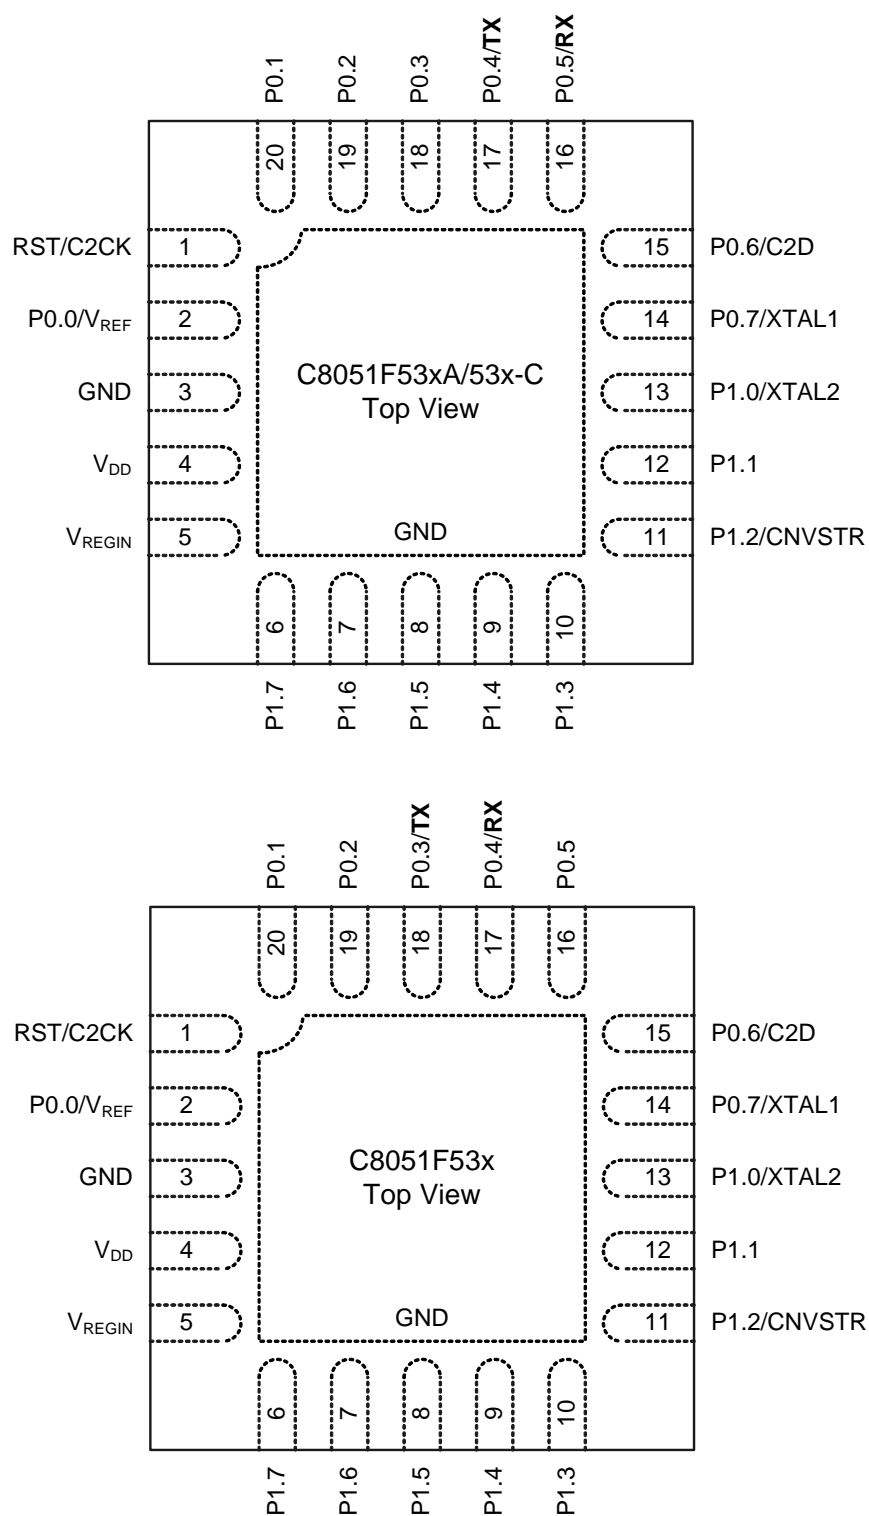 P0.1
P0.2
P0.3
P0.4/TX
P0.5/RX
20
19
18
17
16
RST/C2CK
1
15
P0.6/C2D
P0.0/VREF
2
14
P0.7/XTAL1
GND
3
13
P1.0/XTAL2
C8051F53xA/53x-C
Top View
VDD
4
12
P1.1
VREGIN
5
GND
11
P1.2/CNVSTR
6
7
8
9
10
P1.7
P1.6
P1.5
P1.4
P1.3
P0.1
P0.2
P0.3/TX
P0.4/RX
P0.5
20
19
18
17
16
RST/C2CK
1
15
P0.6/C2D
P0.0/VREF
2
14
P0.7/XTAL1
GND
3
13
P1.0/XTAL2
C8051F53x
Top View
VDD
4
12
P1.1
VREGIN
5
GND
11
P1.2/CNVSTR
6
7
8
9
10
P1.7
P1.6
P1.5
P1.4
P1.3